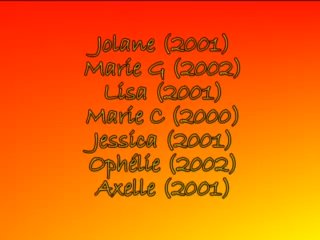 Jolane (2001)
Marie G (2002)
Lisa (2001)
Marie C (2000)
Jessica (2001)
Ophélie (2002)
Axelle (2001)